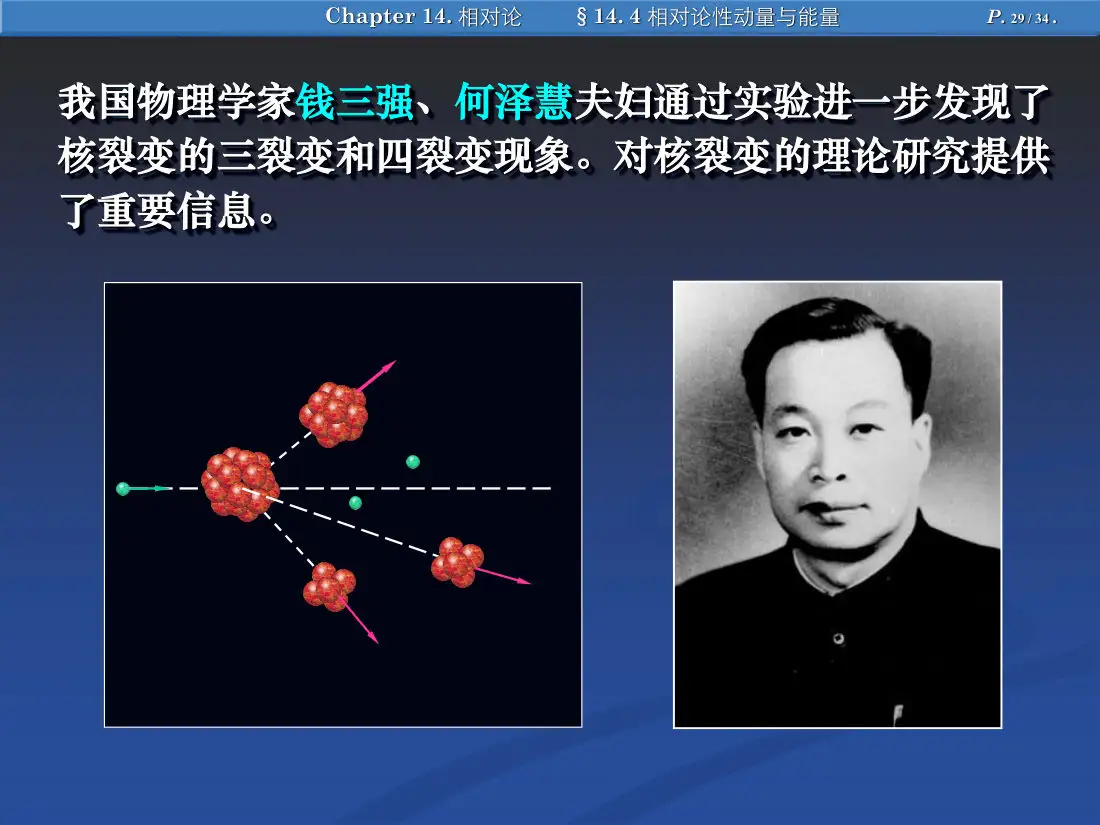 Chapter 14. 相对论 §14. 4 相对论性动量与能量 P. 29 / 34 .
我国物理学家钱三强、何泽慧夫妇通过实验进一步发现了
核裂变的三裂变和四裂变现象。对核裂变的理论研究提供
了重要信息。